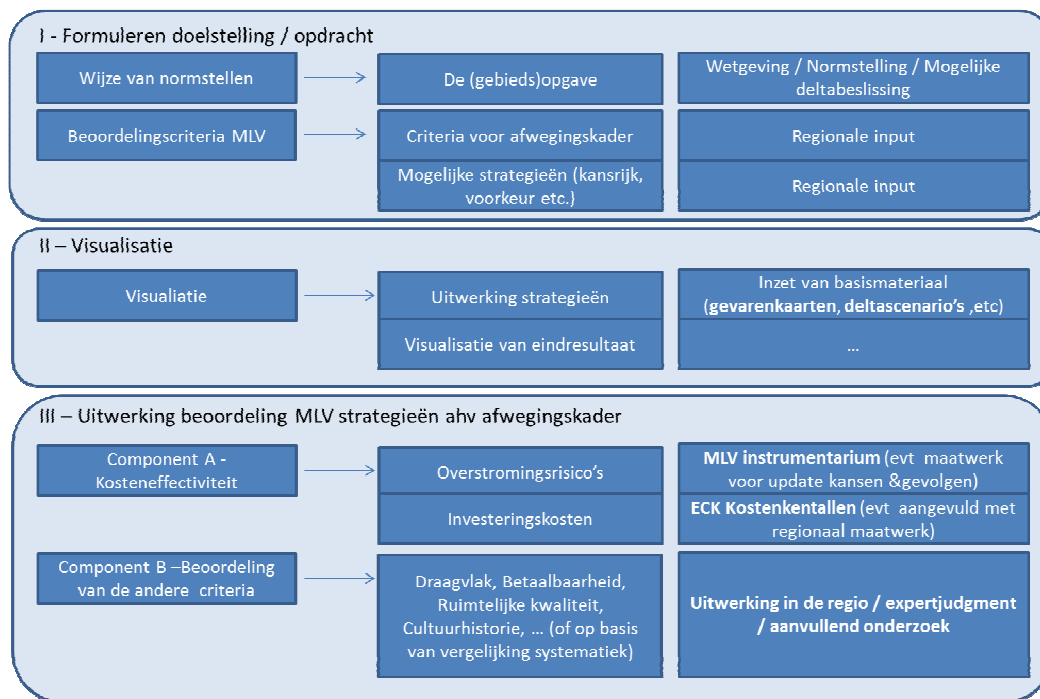 I - Formuleren doelstelling / opdracht
Wijze van normstellen
De (gebieds)opgave
Wetgeving / Normstelling / Mogelijke
deltabeslissing
Beoordelingscriteria MLV
Criteria voor afwegingskader
Regionale input
Mogelijke strategieën (kansrijk,
voorkeur etc.)
Regionale input
II – Visualisatie
Visualiatie
Uitwerking strategieën
Inzet van basismateriaal
(gevarenkaarten, deltascenario's ,etc)
Visualisatie van eindresultaat
...
III – Uitwerking beoordeling MLV strategieën ahv afwegingskader
Component A -
Kosteneffectiviteit
Overstromingsrisico's
MLV instrumentarium (evt maatwerk
voor update kansen &gevolgen)
Investeringskosten
ECK Kostenkentallen (evt aangevuld met
regionaal maatwerk)
Component B –Beoordeling
van de andere criteria
Draagvlak, Betaalbaarheid,
Ruimtelijke kwaliteit,
Cultuurhistorie, ... (of op basis
van vergelijking systematiek)
Uitwerking in de regio / expertjudgment
/ aanvullend onderzoek